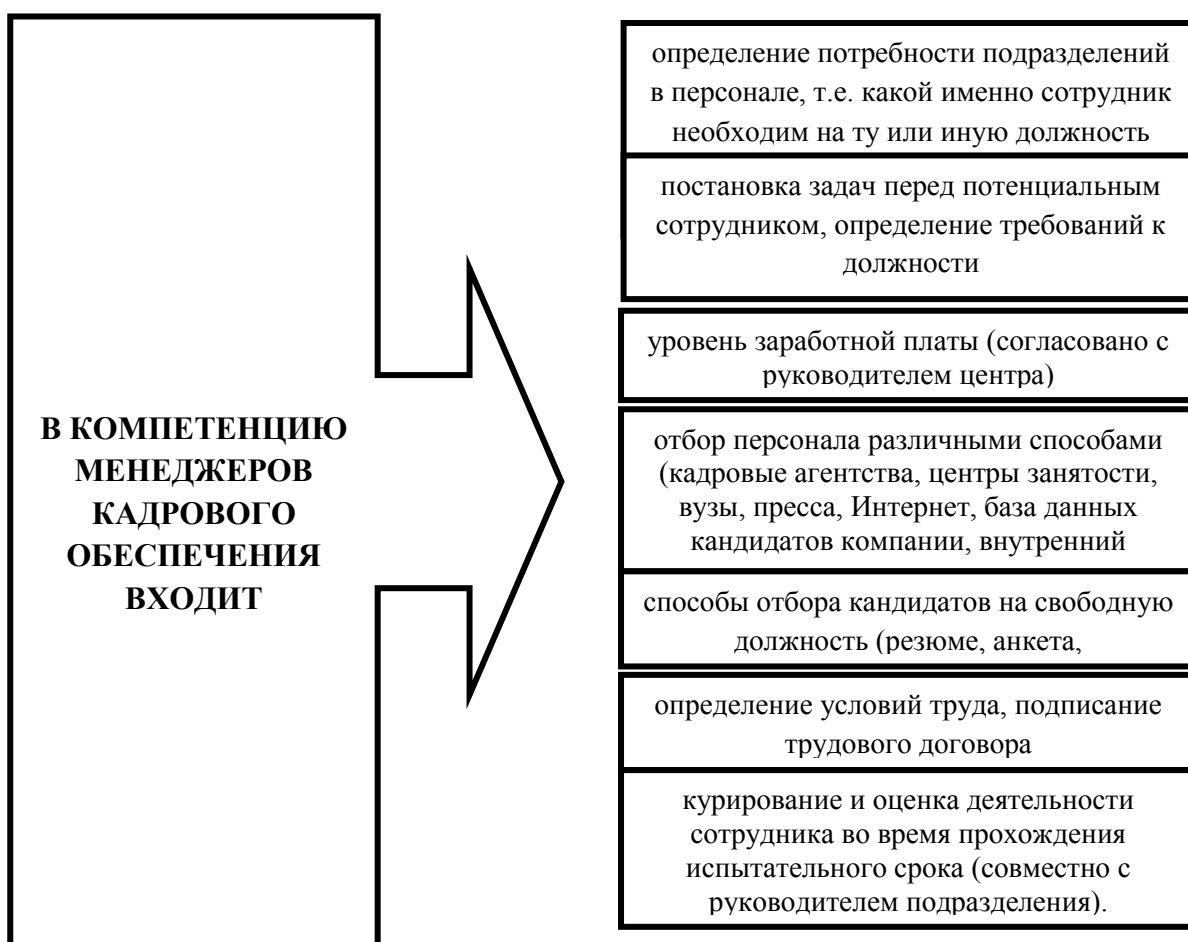 В КОМПЕТЕНЦИЮ
МЕНЕДЖЕРОВ
КАДРОВОГО
ОБЕСПЕЧЕНИЯ
ВХОДИТ
определение потребности подразделений
в персонале, т.е. какой именно сотрудник
необходим на ту или иную должность
постановка задач перед потенциальным
сотрудником, определение требований к
должности
уровень заработной платы (согласовано с
руководителем центра)
отбор персонала различными способами
(кадровые агентства, центры занятости,
вузы, пресса, Интернет, база данных
кандидатов компании, внутренний
способы отбора кандидатов на свободную
должность (резюме, анкета,
определение условий труда, подписание
трудового договора
курирование и оценка деятельности
сотрудника во время прохождения
испытательного срока (совместно с
руководителем подразделения).